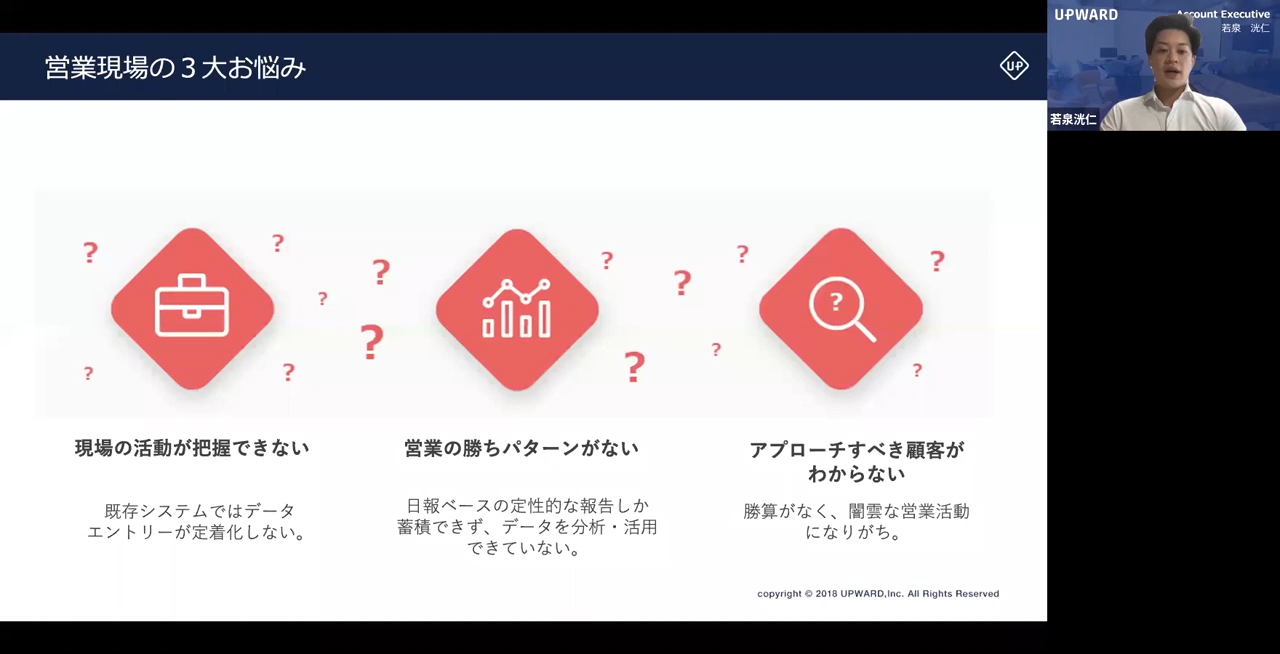 営業現場の３大お悩み
UP
UPWARD
Account Executive
若泉　洸仁
若泉洸仁
? ? ? ? ? ? ? ? ? ? ? ? ? ? ?
?
現場の活動が把握できない
既存システムではデータ
エントリーが定着化しない。
営業の勝ちパターンがない
日報ベースの定性的な報告しか
蓄積できず、データを分析・活用
できていない。
アプローチすべき顧客が
わからない
勝算がなく、闇雲な営業活動
になりがち。
copyright © 2018 UPWARD,Inc. All Rights Reserved